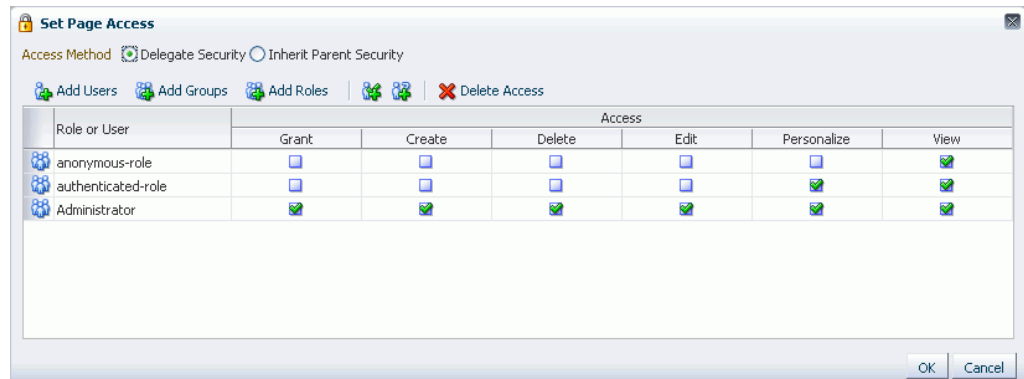 Set Page Access
Access Method Delegate Security Inherit Parent Security
Add Users Add Groups Add Roles Delete Access
Role or User Access
Grant Create Delete Edit Personalize View
anonymous-role
authenticated-role
Administrator
OK Cancel